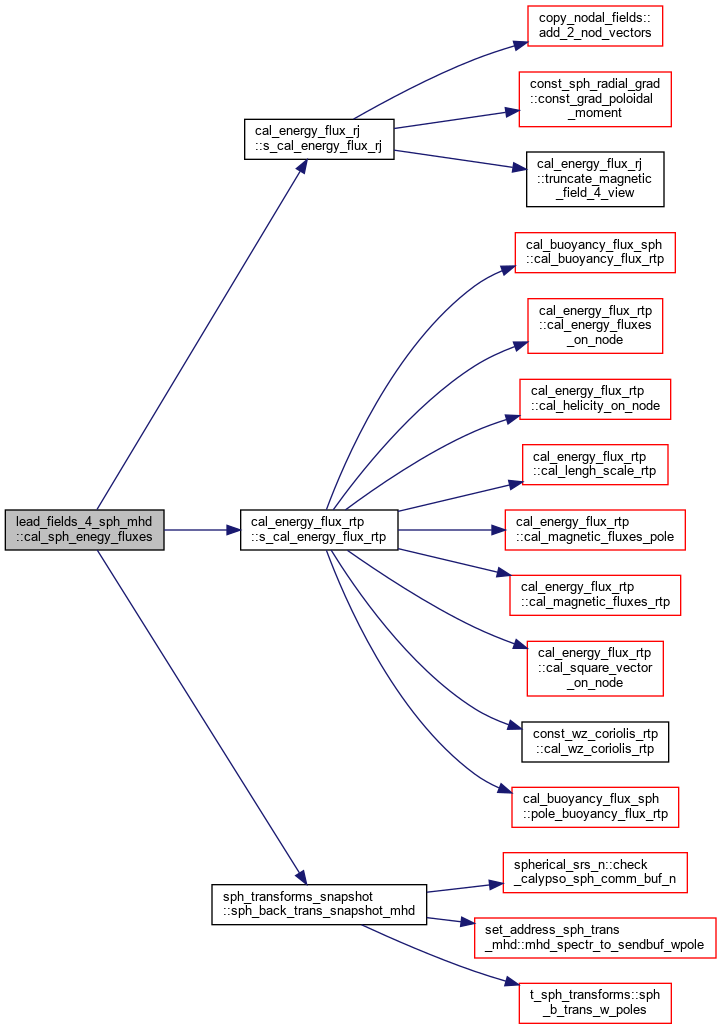 copy_nodal_fields::
add_2_nod_vectors
const_sph_radial_grad
::const_grad_poloidal
_moment
cal_energy_flux_rj
::s_cal_energy_flux_rj
cal_energy_flux_rj
::truncate_magnetic
_field_4_view
cal_buoyancy_flux_sph
::cal_buoyancy_flux_rtp
cal_energy_flux_rtp
::cal_energy_fluxes
_on_node
cal_energy_flux_rtp
::cal_helicity_on_node
cal_energy_flux_rtp
::cal_lengh_scale_rtp
lead_fields_4_sph_mhd
::cal_sph_enegy_fluxes
cal_energy_flux_rtp
::s_cal_energy_flux_rtp
cal_energy_flux_rtp
::cal_magnetic_fluxes_pole
cal_energy_flux_rtp
::cal_magnetic_fluxes_rtp
cal_energy_flux_rtp
::cal_square_vector
_on_node
const_wz_coriolis_rtp
::cal_wz_coriolis_rtp
cal_buoyancy_flux_sph
::pole_buoyancy_flux_rtp
spherical_srs_n::check
_calypso_sph_comm_buf_n
sph_transforms_snapshot
::sph_back_trans_snapshot_mhd
set_address_sph_trans
_mhd::mhd_spectr_to_sendbuf_wpole
t_sph_transforms::sph
_b_trans_w_poles